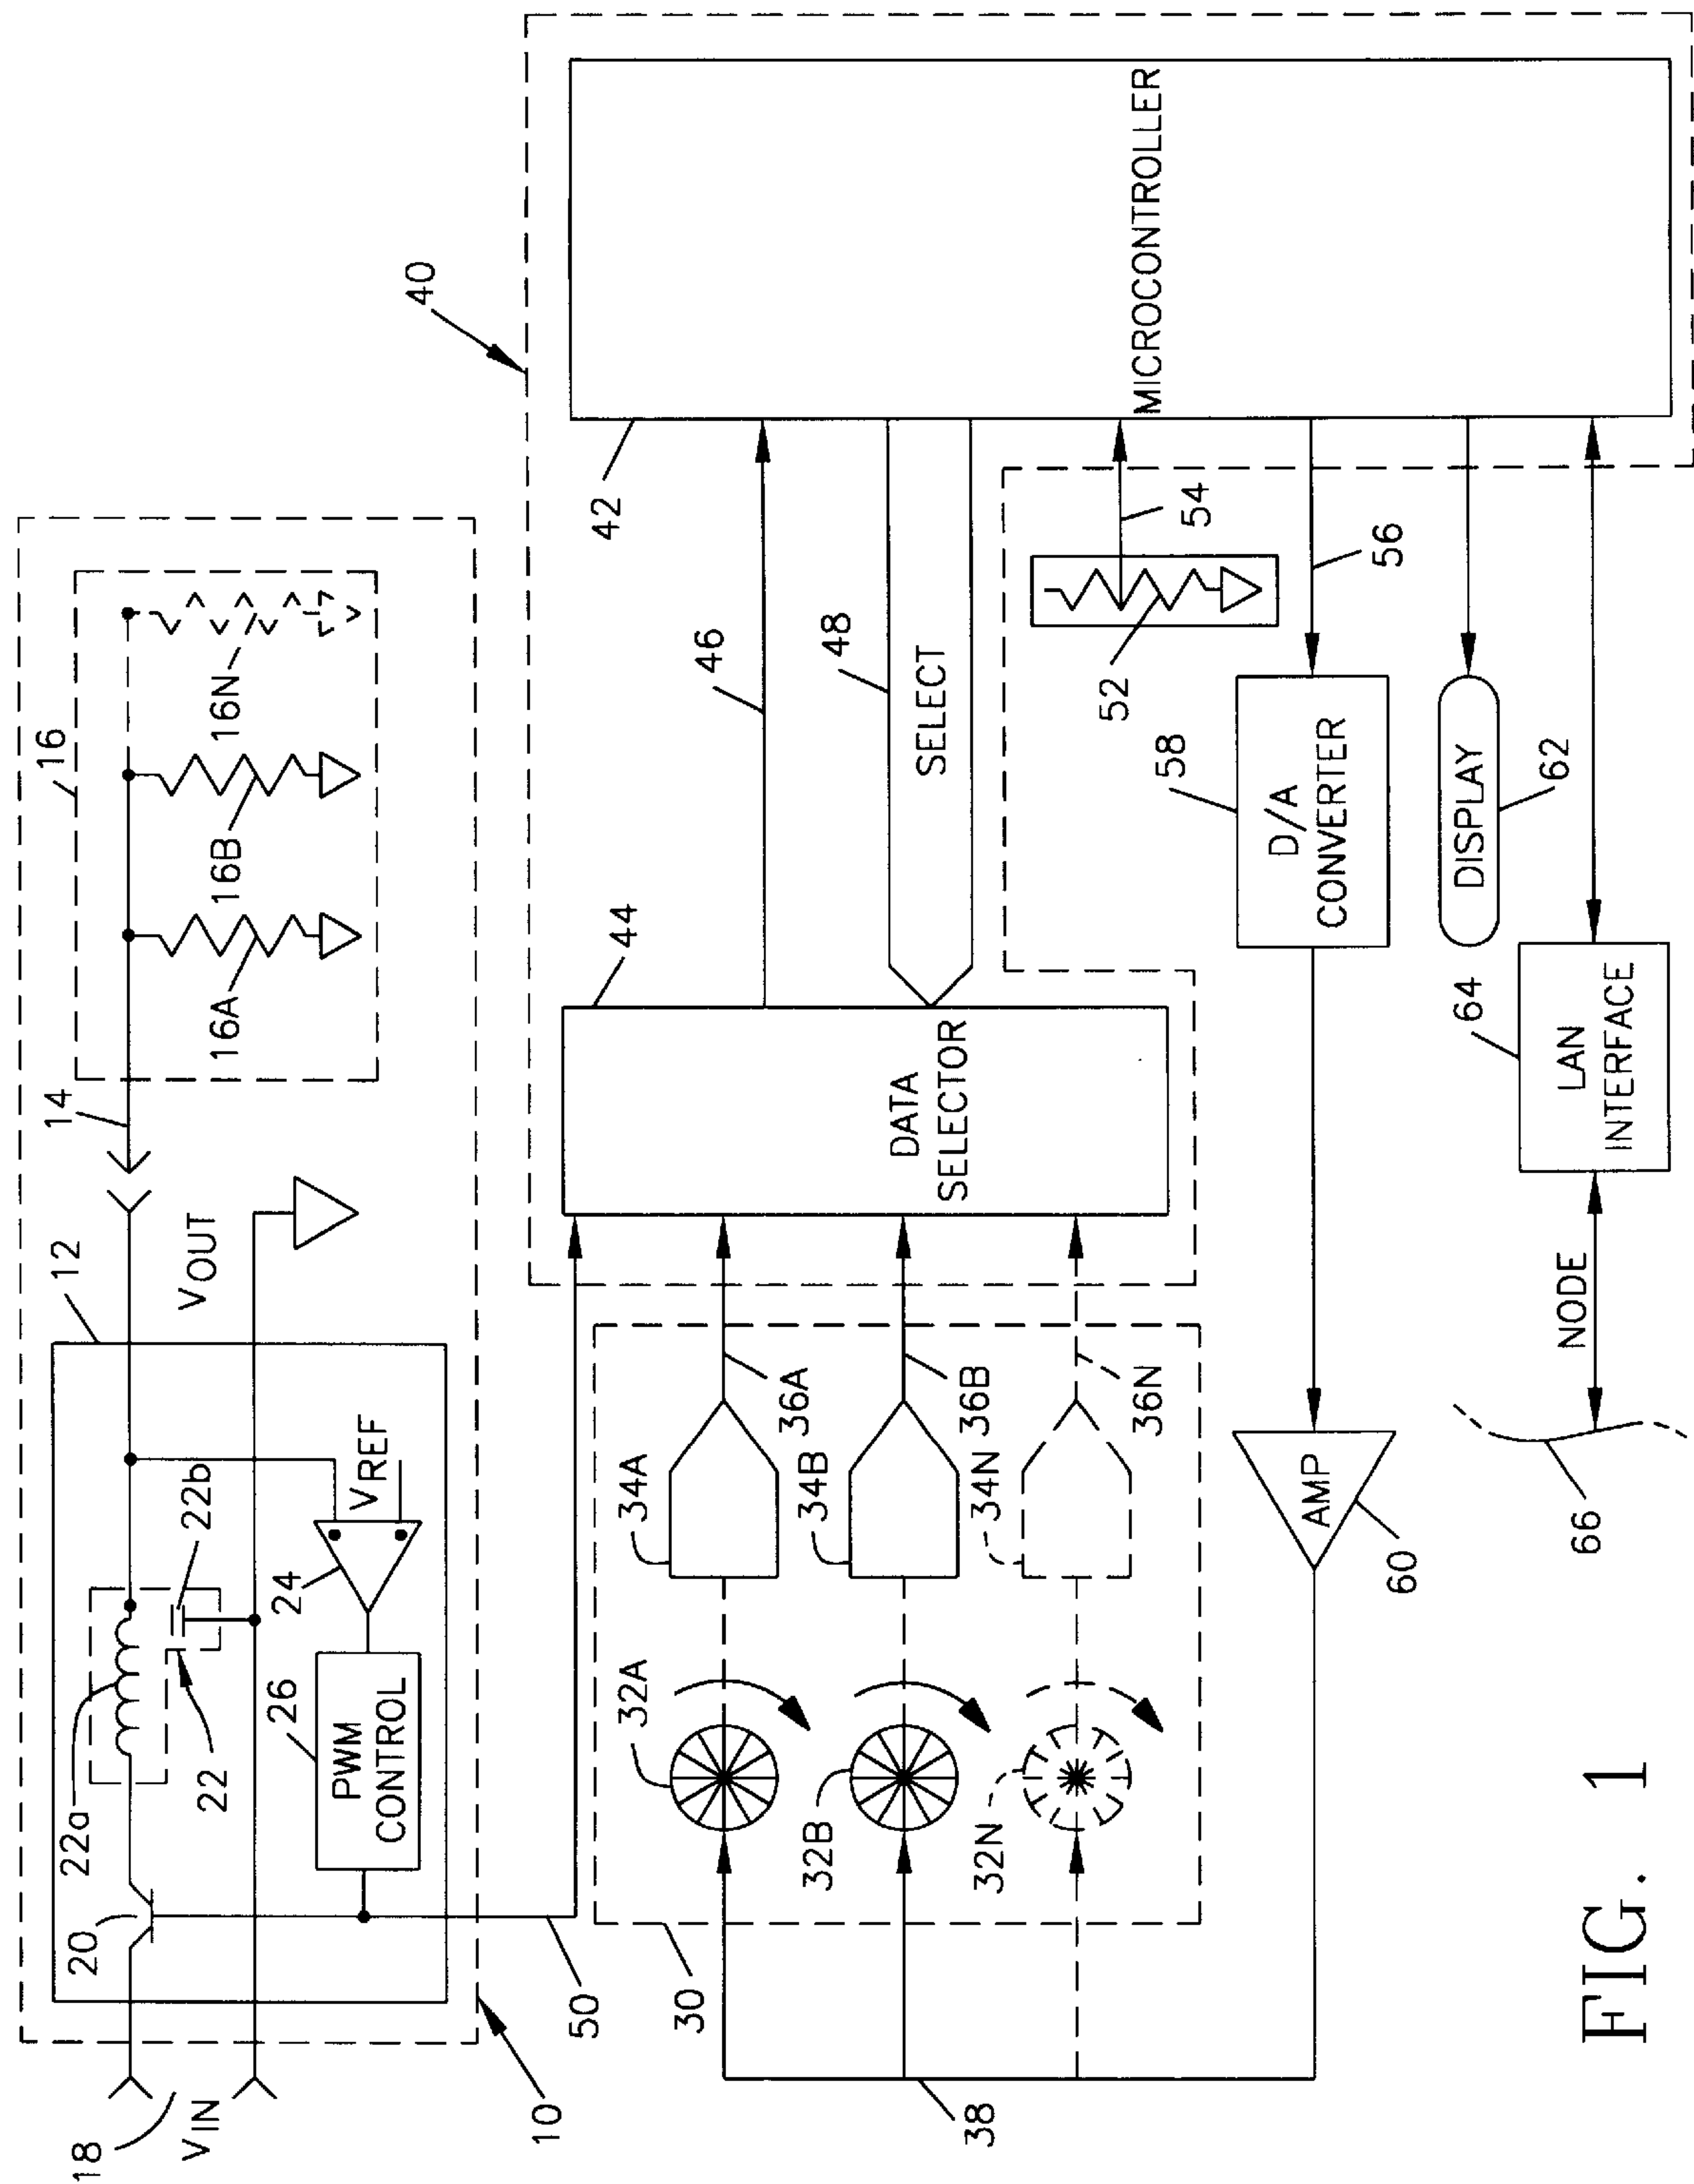 18
VIN
20
22a
22
22b
24
26
PWM
CONTROL
VREF
12
VOUT
14
16
16A
16B
16N
10
50
40
42
MICROCONTROLLER
44
DATA
SELECTOR
46
48
SELECT
30
32A
34A
36A
32B
34B
36B
32N
34N
36N
38
52
54
56
58
D/A
CONVERTER
AMP
60
DISPLAY
62
64
LAN
INTERFACE
NODE
66
FIG. 1